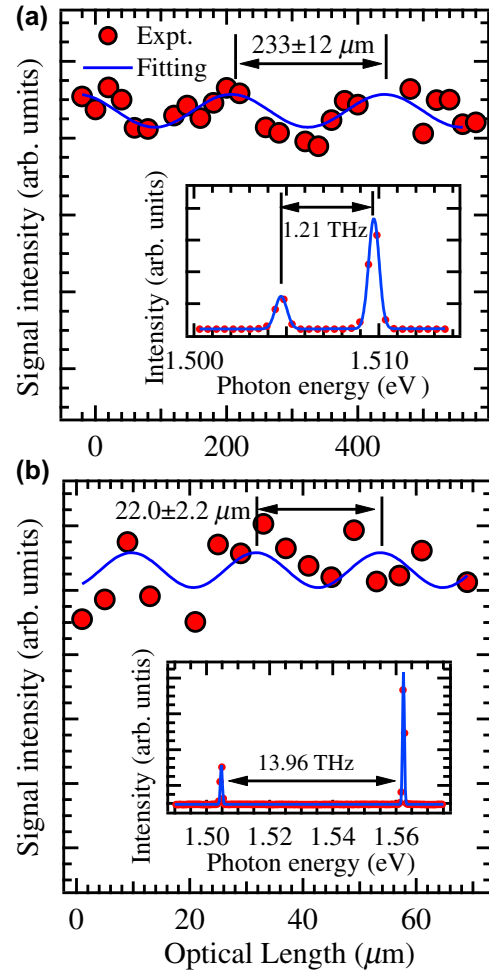 (a)
Expt.
Fitting
233±12 μm
Signal intensity (arb. umits)
1.21 THz
Intensity (arb. units)
1.500 1.510
Photon energy (eV)
0 200 400
(b)
22.0±2.2 μm
Signal intensity (arb. umits)
13.96 THz
Intensity (arb. untis)
1.50 1.52 1.54 1.56
Photon energy (eV)
0 20 40 60
Optical Length (μm)